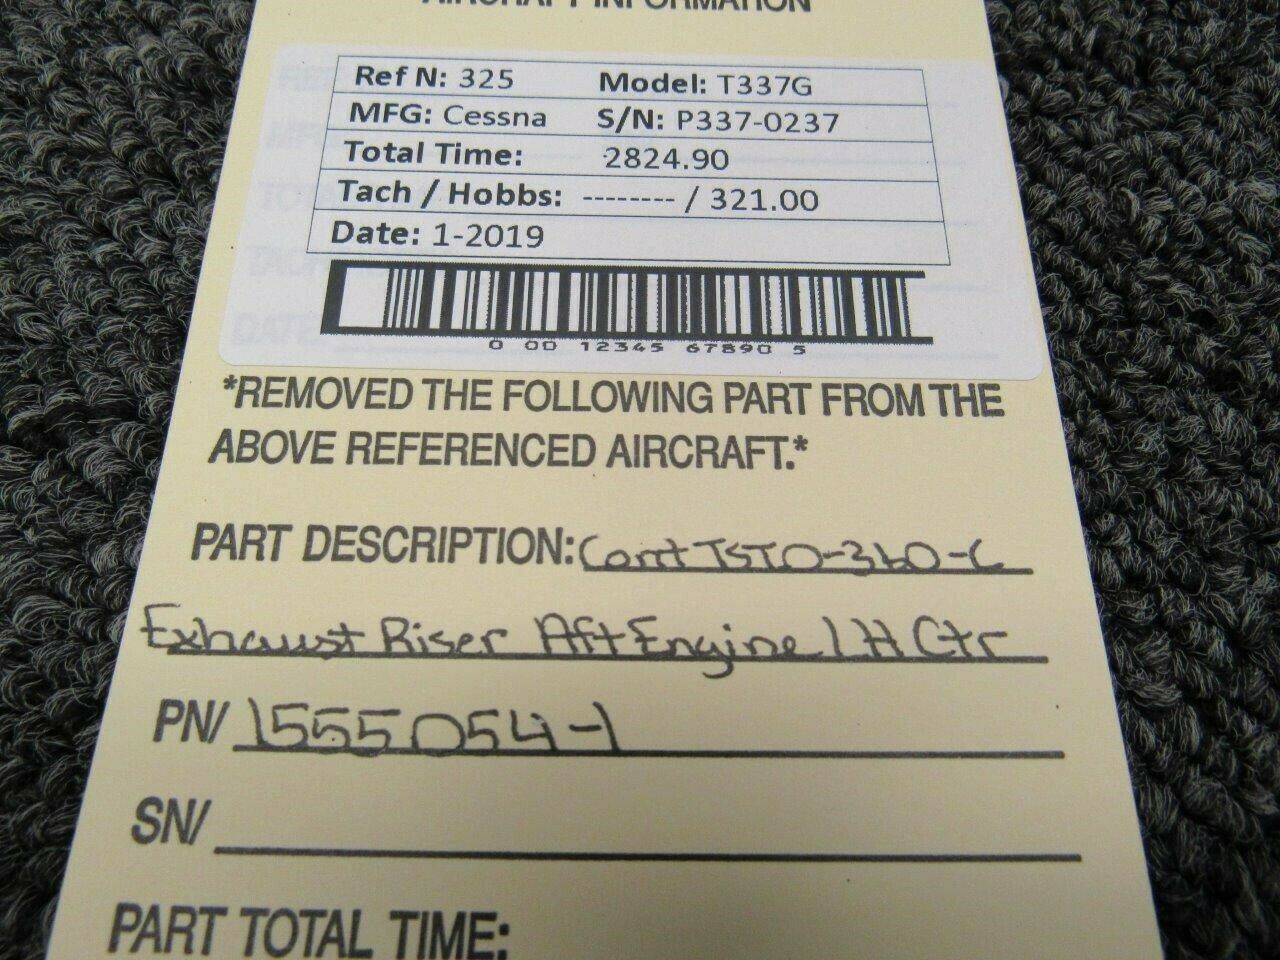 AIRCRAFT INFORMATION
Ref N: 325 Model: T337G
MFG: Cessna S/N: P337-0237
Total Time: 2824.90
Tach / Hobbs: -------- / 321.00
Date: 1-2019
0 00 12345 67890 5
*REMOVED THE FOLLOWING PART FROM THE
ABOVE REFERENCED AIRCRAFT.*
PART DESCRIPTION: Cont TSIO-360-C
Exhaust Riser Aft Engine LH Ctr
PN/ 1555054-1
SN/
PART TOTAL TIME: